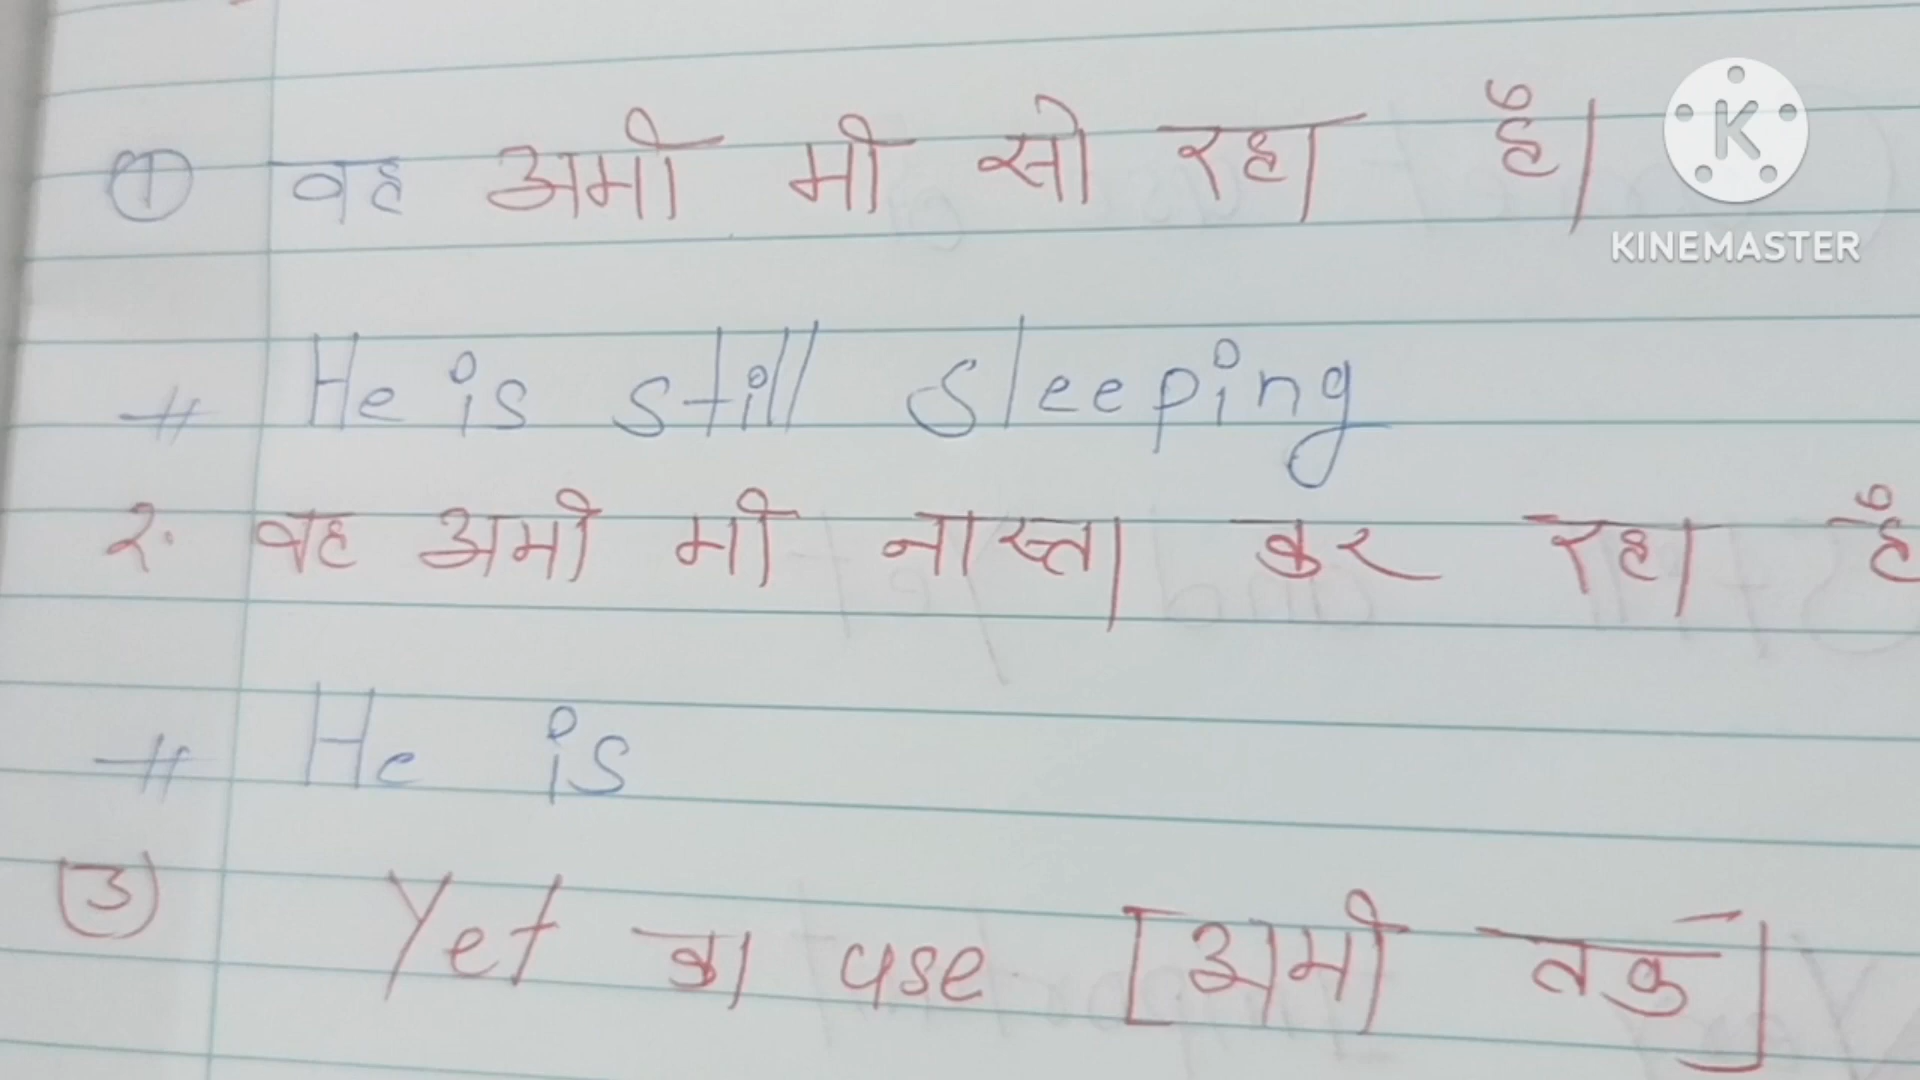 ① वह अभी भी सो रहा है।
K
KINEMASTER
# He is still sleeping
२. वह अभी भी नास्ता कर रहा है
# He is
③ Yet का use [अभी तक]